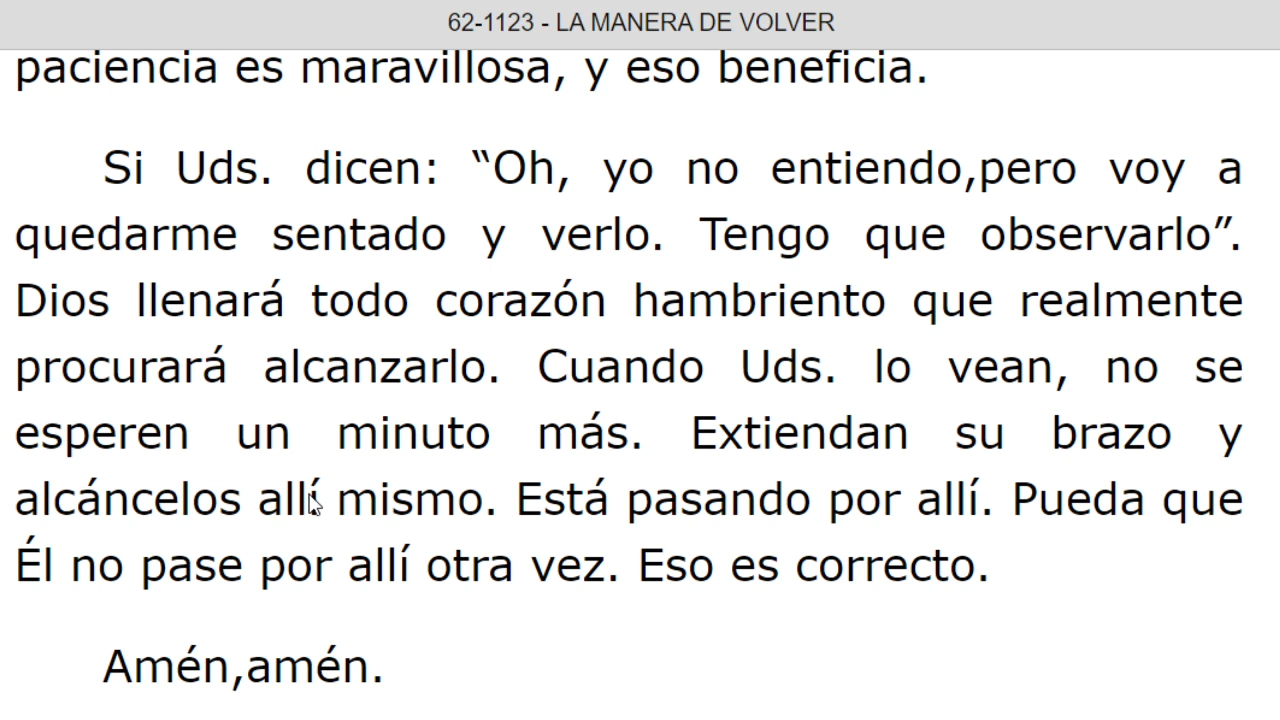 62-1123 - LA MANERA DE VOLVER
paciencia es maravillosa, y eso beneficia.
Si Uds. dicen: “Oh, yo no entiendo,pero voy a
quedarme sentado y verlo. Tengo que observarlo”.
Dios llenará todo corazón hambriento que realmente
procurará alcanzarlo. Cuando Uds. lo vean, no se
esperen un minuto más. Extiendan su brazo y
alcáncelos allí mismo. Está pasando por allí. Pueda que
Él no pase por allí otra vez. Eso es correcto.
Amén,amén.